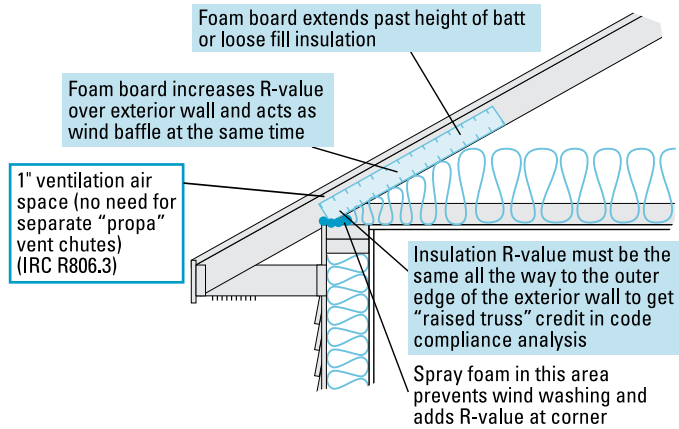 Foam board extends past height of batt
or loose fill insulation
Foam board increases R-value
over exterior wall and acts as
wind baffle at the same time
1" ventilation air
space (no need for
separate “propa”
vent chutes)
(IRC R806.3)
Insulation R-value must be the
same all the way to the outer
edge of the exterior wall to get
“raised truss” credit in code
compliance analysis
Spray foam in this area
prevents wind washing and
adds R-value at corner